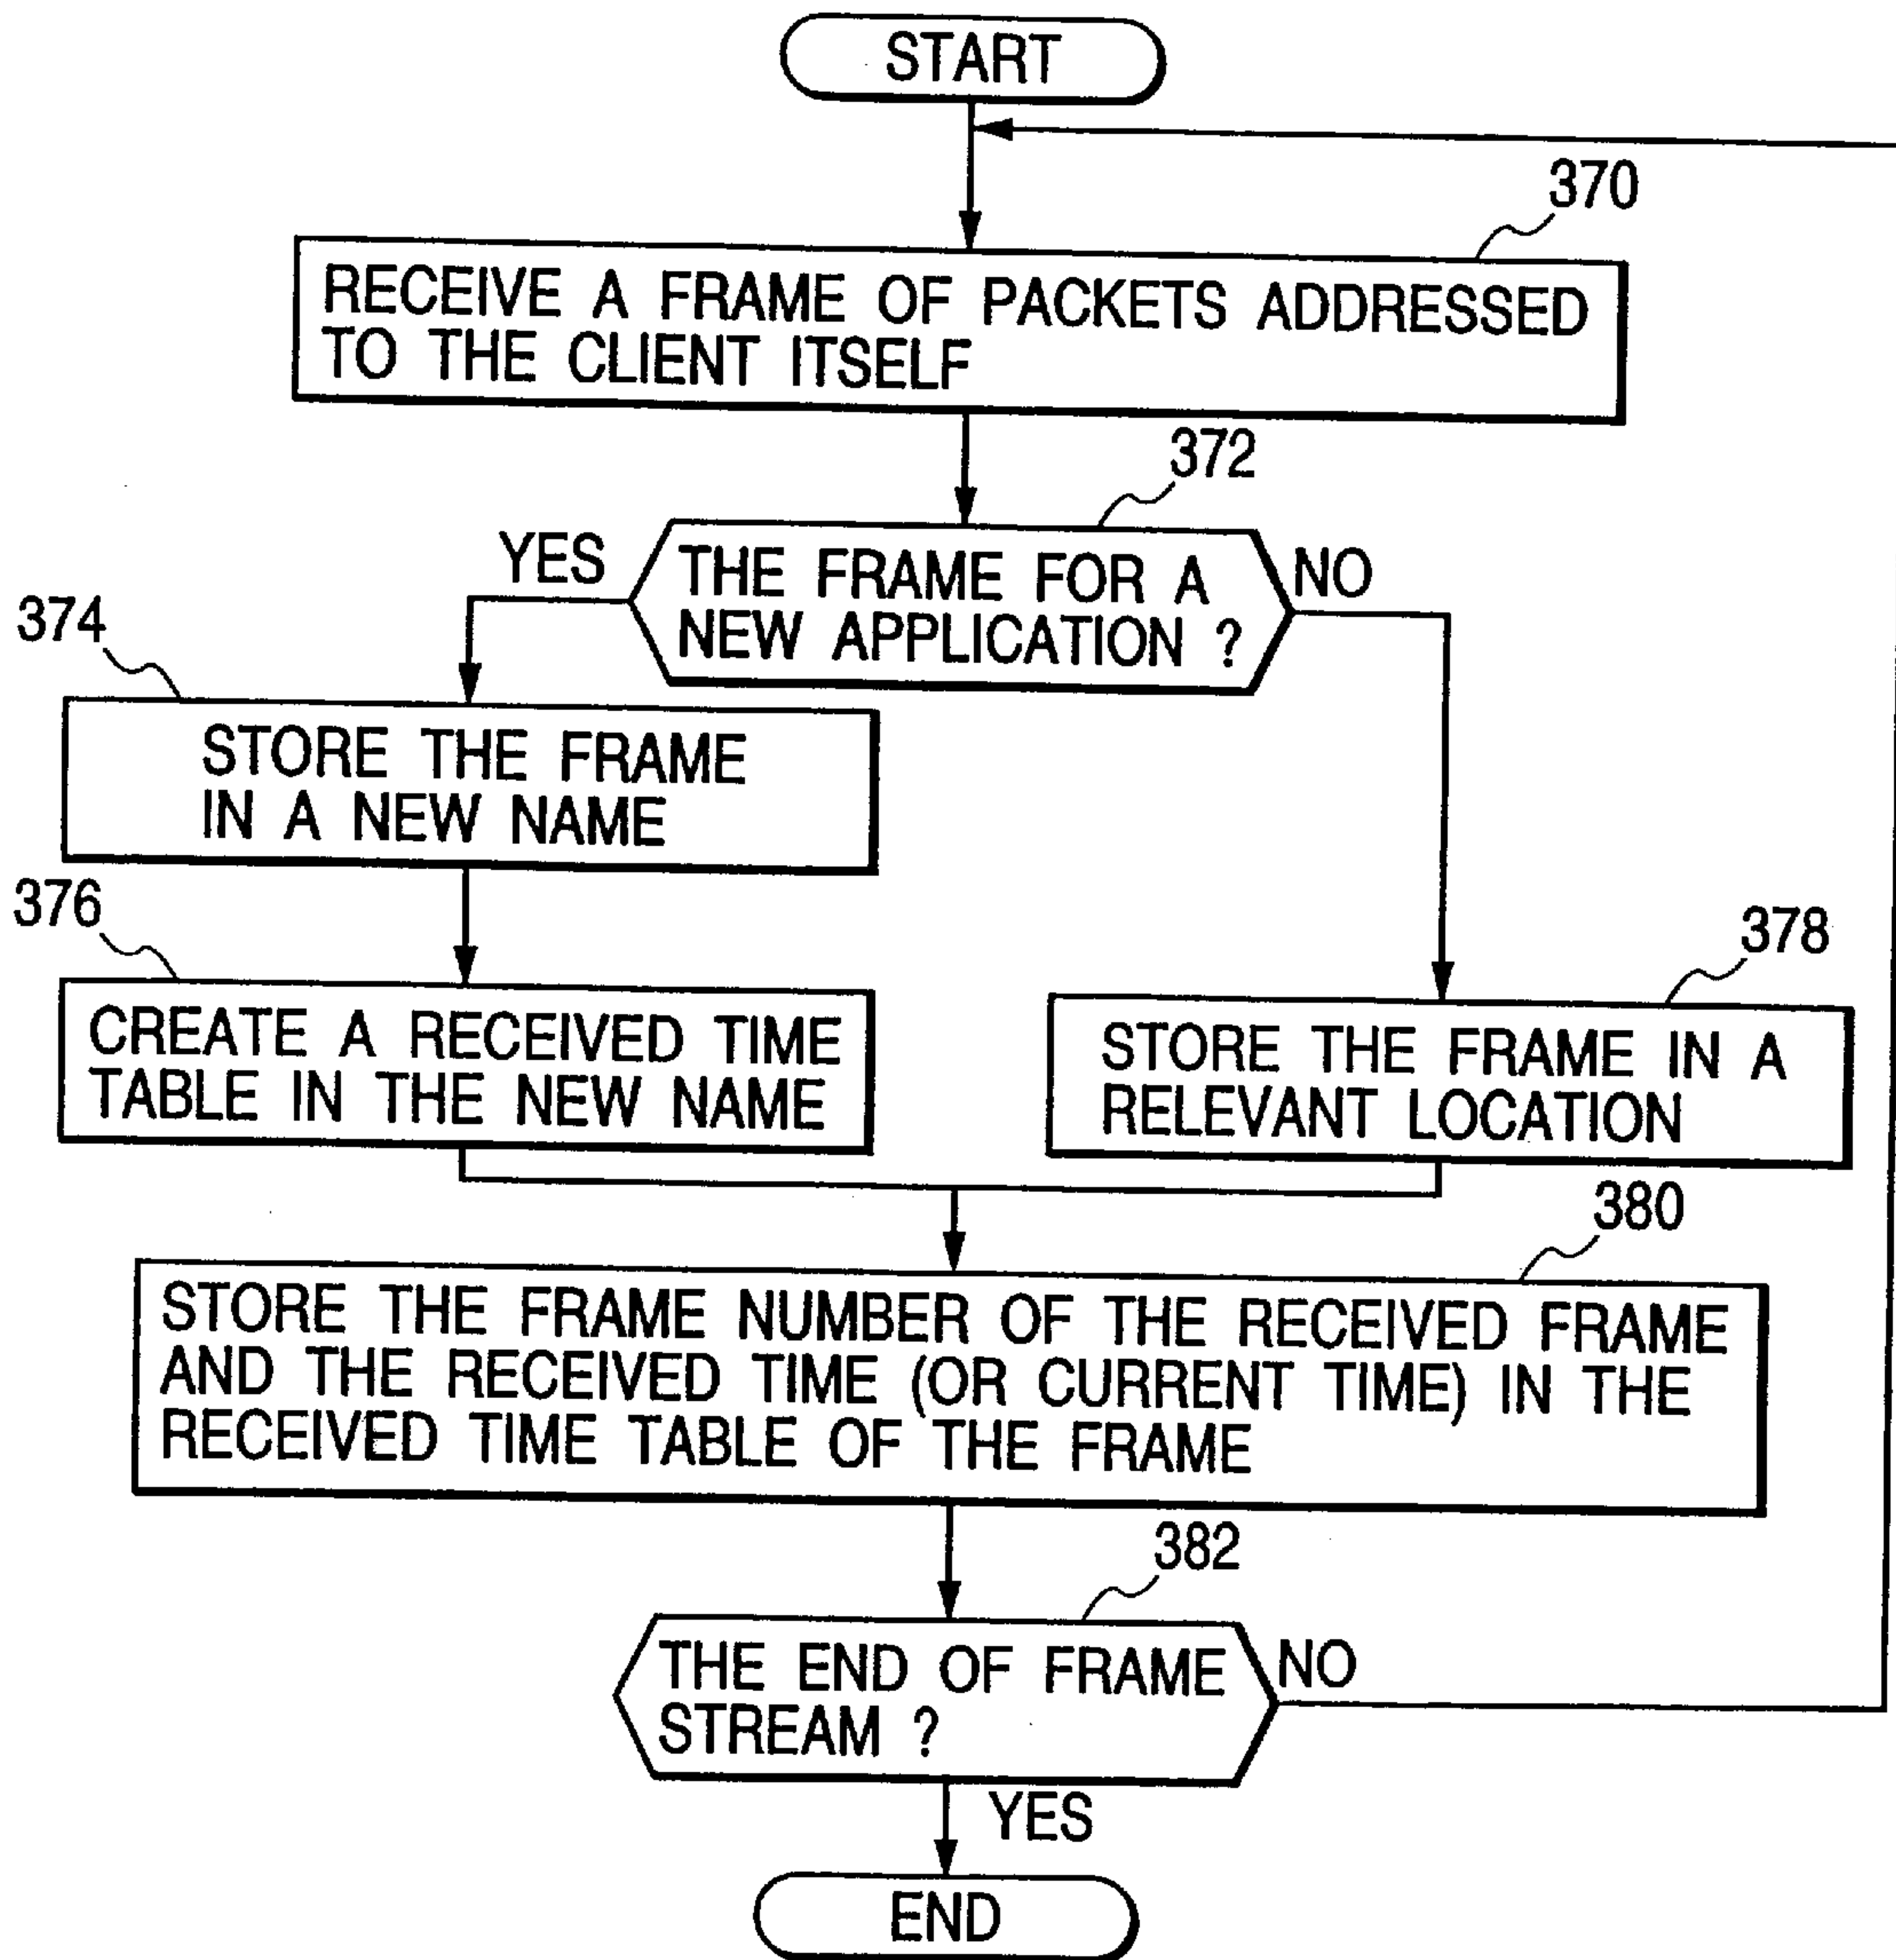 START
370
RECEIVE A FRAME OF PACKETS ADDRESSED
TO THE CLIENT ITSELF
372
YES
THE FRAME FOR A
NEW APPLICATION ?
NO
374
STORE THE FRAME
IN A NEW NAME
376
CREATE A RECEIVED TIME
TABLE IN THE NEW NAME
378
STORE THE FRAME IN A
RELEVANT LOCATION
380
STORE THE FRAME NUMBER OF THE RECEIVED FRAME
AND THE RECEIVED TIME (OR CURRENT TIME) IN THE
RECEIVED TIME TABLE OF THE FRAME
382
THE END OF FRAME
STREAM ?
NO
YES
END